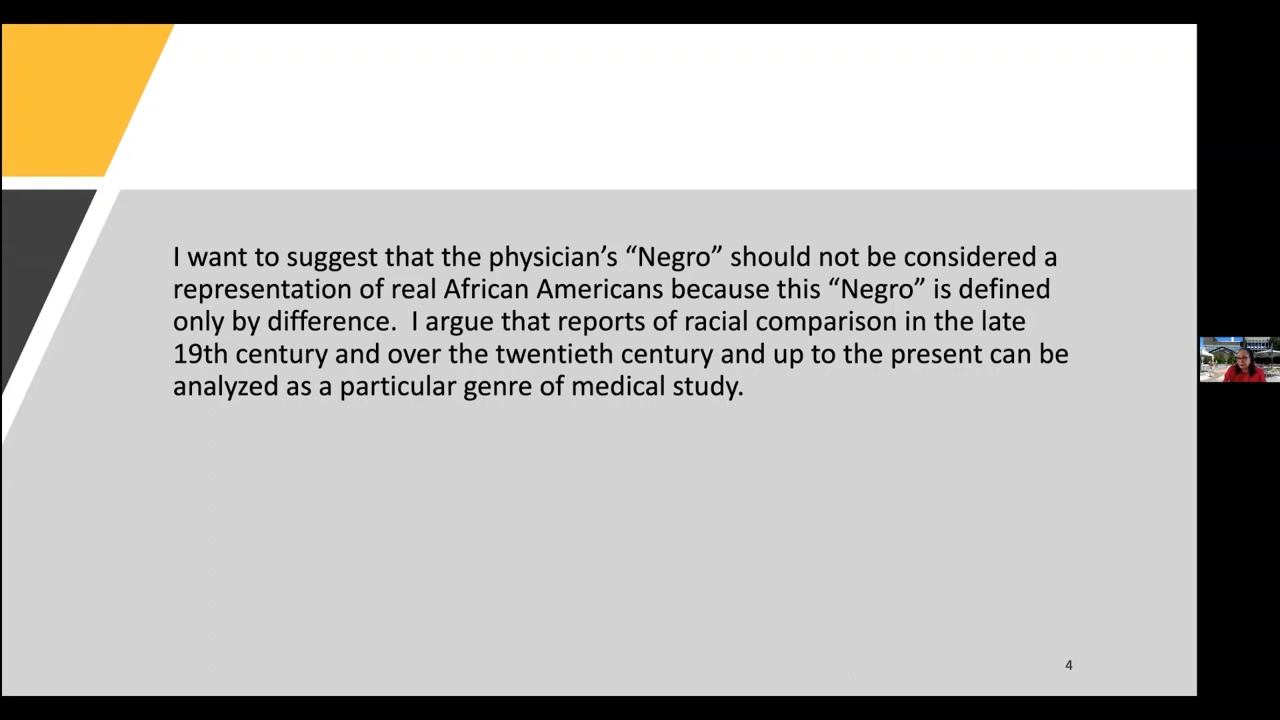 I want to suggest that the physician’s “Negro” should not be considered a
representation of real African Americans because this “Negro” is defined
only by difference.  I argue that reports of racial comparison in the late
19th century and over the twentieth century and up to the present can be
analyzed as a particular genre of medical study.
4